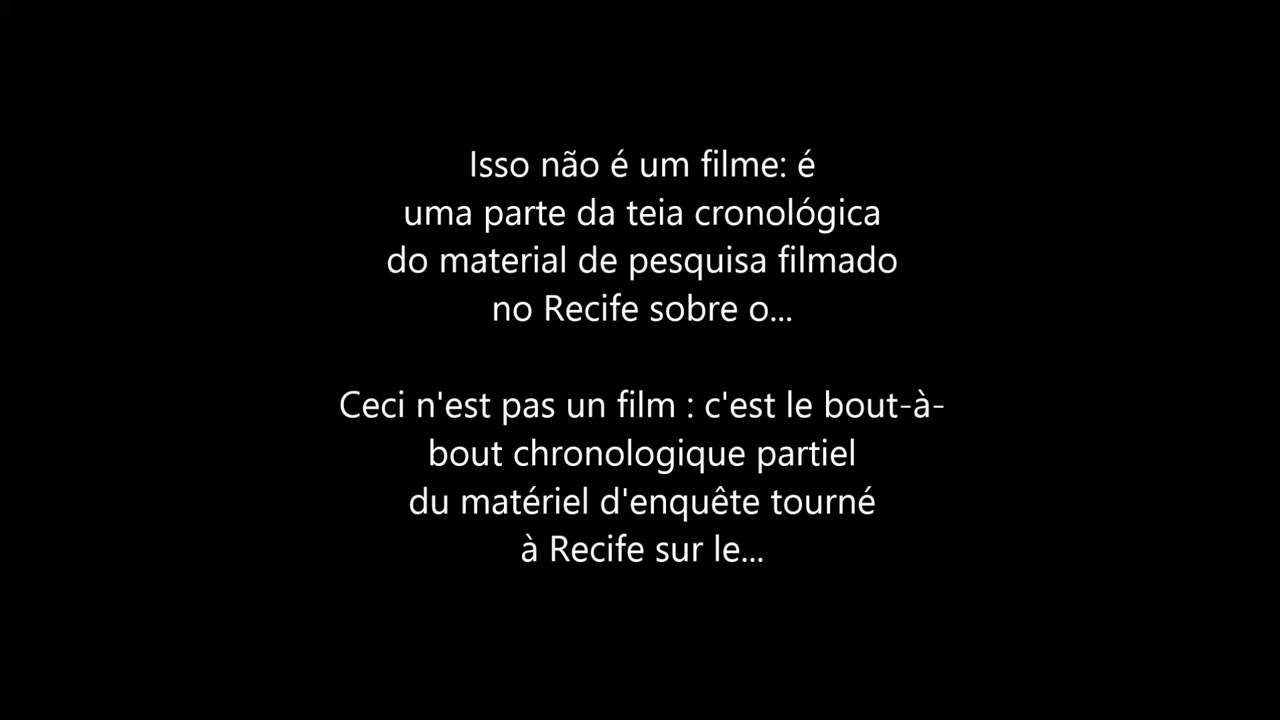 Isso não é um filme: é
uma parte da teia cronológica
do material de pesquisa filmado
no Recife sobre o...
Ceci n'est pas un film : c'est le bout-à-
bout chronologique partiel
du matériel d'enquête tourné
à Recife sur le...